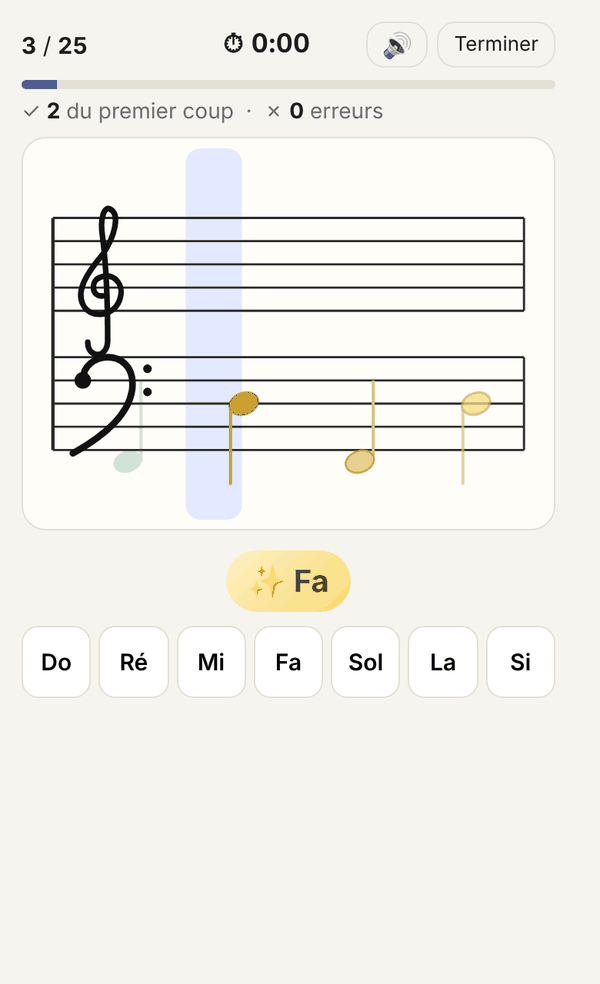 3 / 25 ⏱ 0:00 🔊 Terminer
✓ 2 du premier coup · × 0 erreurs
✨ Fa
Do Ré Mi Fa Sol La Si